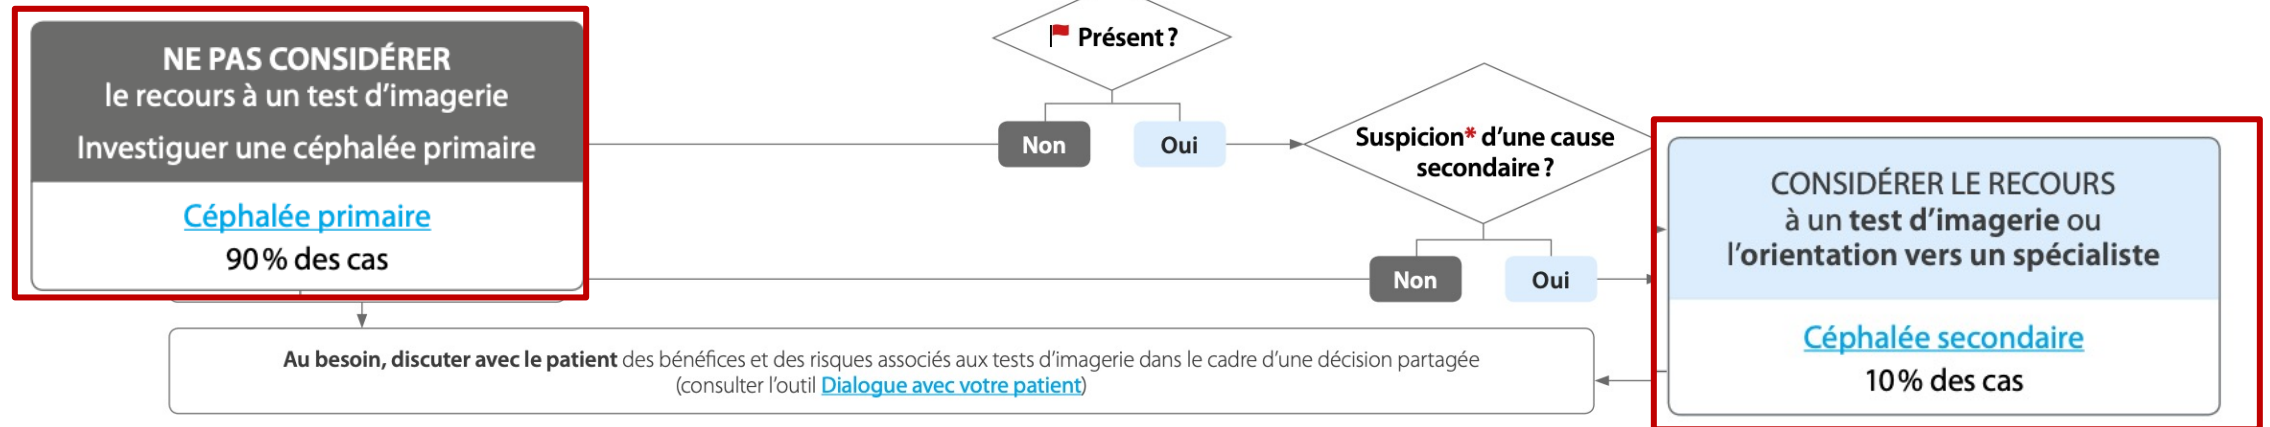 NE PAS CONSIDÉRER
le recours à un test d’imagerie
Investiguer une céphalée primaire
Céphalée primaire
90 % des cas
Présent ?
Non
Oui
Suspicion* d’une cause
secondaire ?
Non
Oui
CONSIDÉRER LE RECOURS
à un test d’imagerie ou
l’orientation vers un spécialiste
Céphalée secondaire
10 % des cas
Au besoin, discuter avec le patient des bénéfices et des risques associés aux tests d’imagerie dans le cadre d’une décision partagée
(consulter l’outil Dialogue avec votre patient)